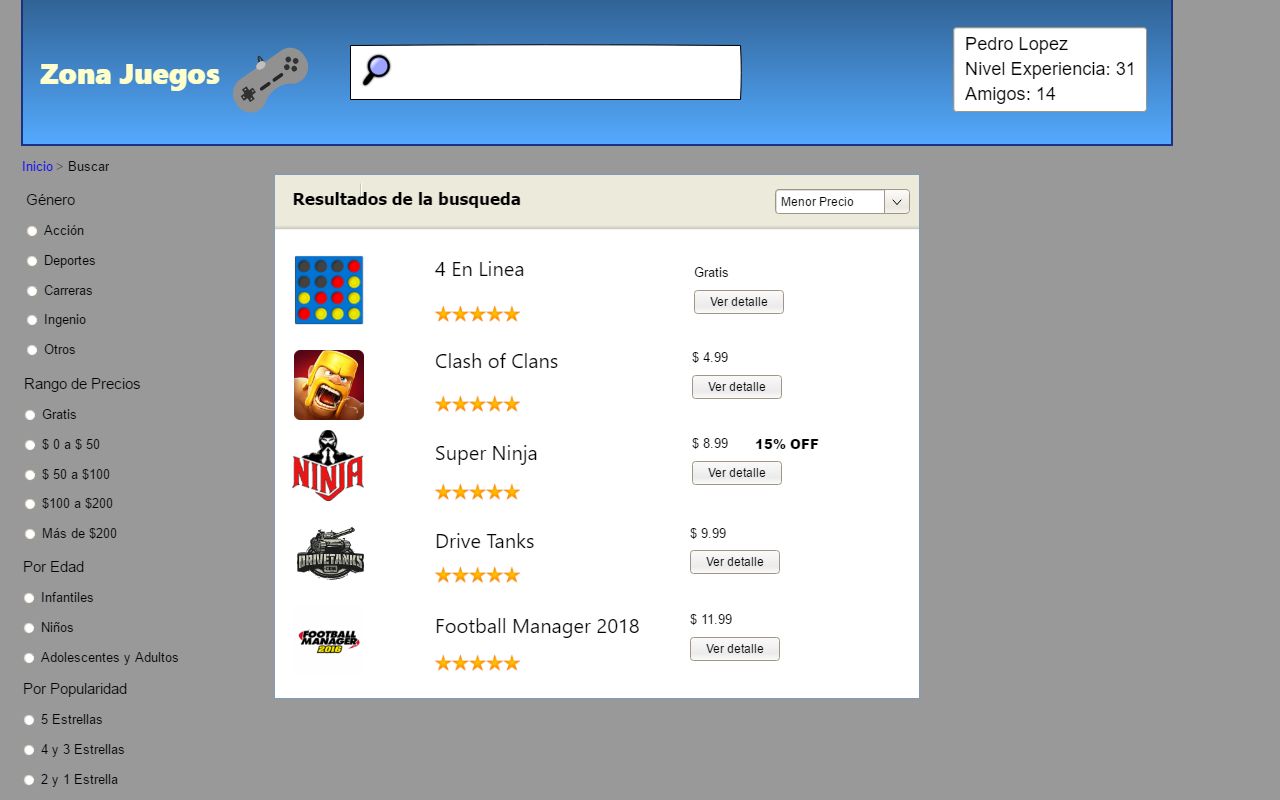 Zona Juegos
Pedro Lopez
Nivel Experiencia: 31
Amigos: 14
Inicio > Buscar
Género
Acción
Deportes
Carreras
Ingenio
Otros
Rango de Precios
Gratis
$ 0 a $ 50
$ 50 a $100
$100 a $200
Más de $200
Por Edad
Infantiles
Niños
Adolescentes y Adultos
Por Popularidad
5 Estrellas
4 y 3 Estrellas
2 y 1 Estrella
Resultados de la busqueda
Menor Precio
4 En Linea
Gratis
Ver detalle
Clash of Clans
$ 4.99
Ver detalle
NINJA
Super Ninja
$ 8.99 15% OFF
Ver detalle
DRIVETANKS
Drive Tanks
$ 9.99
Ver detalle
FOOTBALL
MANAGER
2016
Football Manager 2018
$ 11.99
Ver detalle